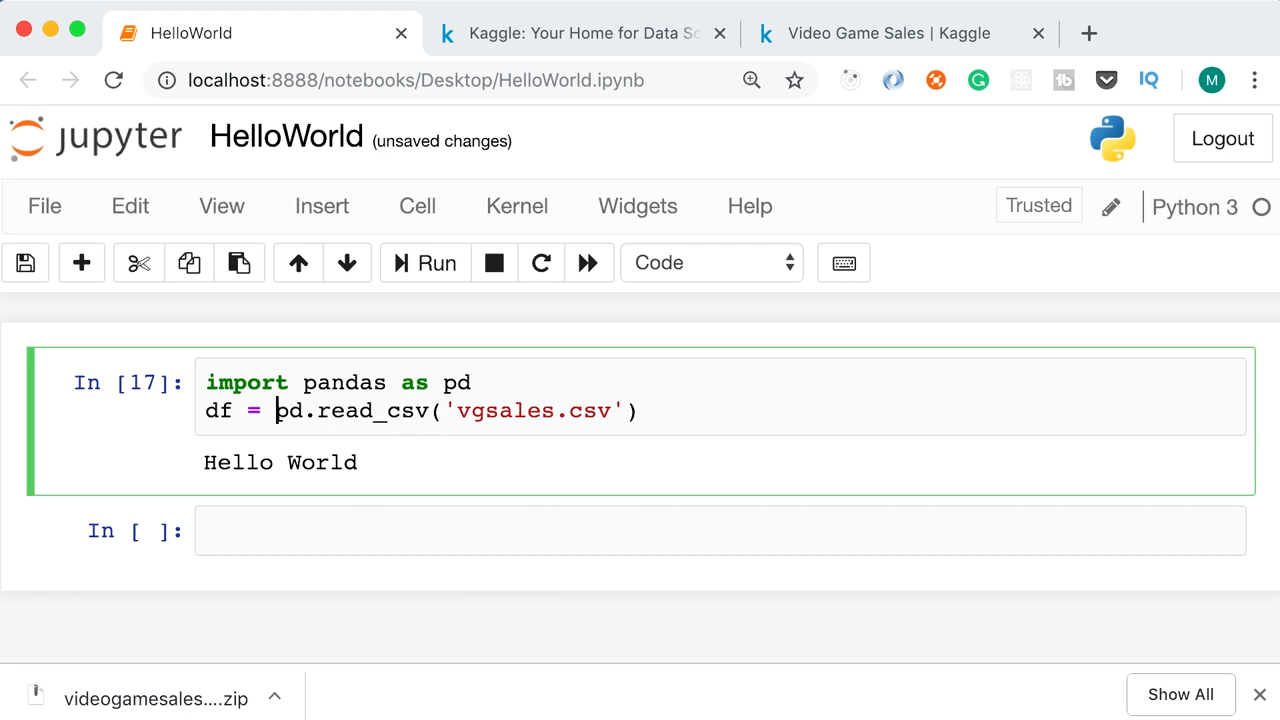 HelloWorld
Kaggle: Your Home for Data Sc
Video Game Sales | Kaggle
localhost:8888/notebooks/Desktop/HelloWorld.ipynb
IQ
M
jupyter HelloWorld (unsaved changes)
Logout
File Edit View Insert Cell Kernel Widgets Help
Trusted
Python 3
Run
Code
In [17]:
import pandas as pd
df = pd.read_csv('vgsales.csv')
Hello World
In [ ]:
videogamesales....zip
Show All